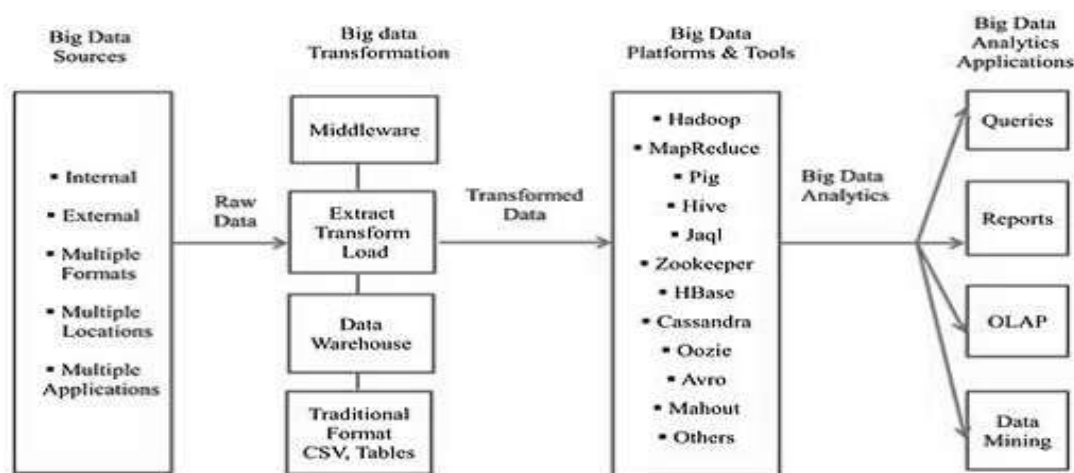 Big Data
Sources
Big data
Transformation
Big Data
Platforms & Tools
Big Data
Analytics
Applications
▪ Internal
▪ External
▪ Multiple
Formats
▪ Multiple
Locations
▪ Multiple
Applications
Raw
Data
Middleware
Extract
Transform
Load
Data
Warehouse
Traditional
Format
CSV, Tables
Transformed
Data
▪ Hadoop
▪ MapReduce
▪ Pig
▪ Hive
▪ Jaql
▪ Zookeeper
▪ HBase
▪ Cassandra
▪ Oozie
▪ Avro
▪ Mahout
▪ Others
Big Data
Analytics
Queries
Reports
OLAP
Data
Mining